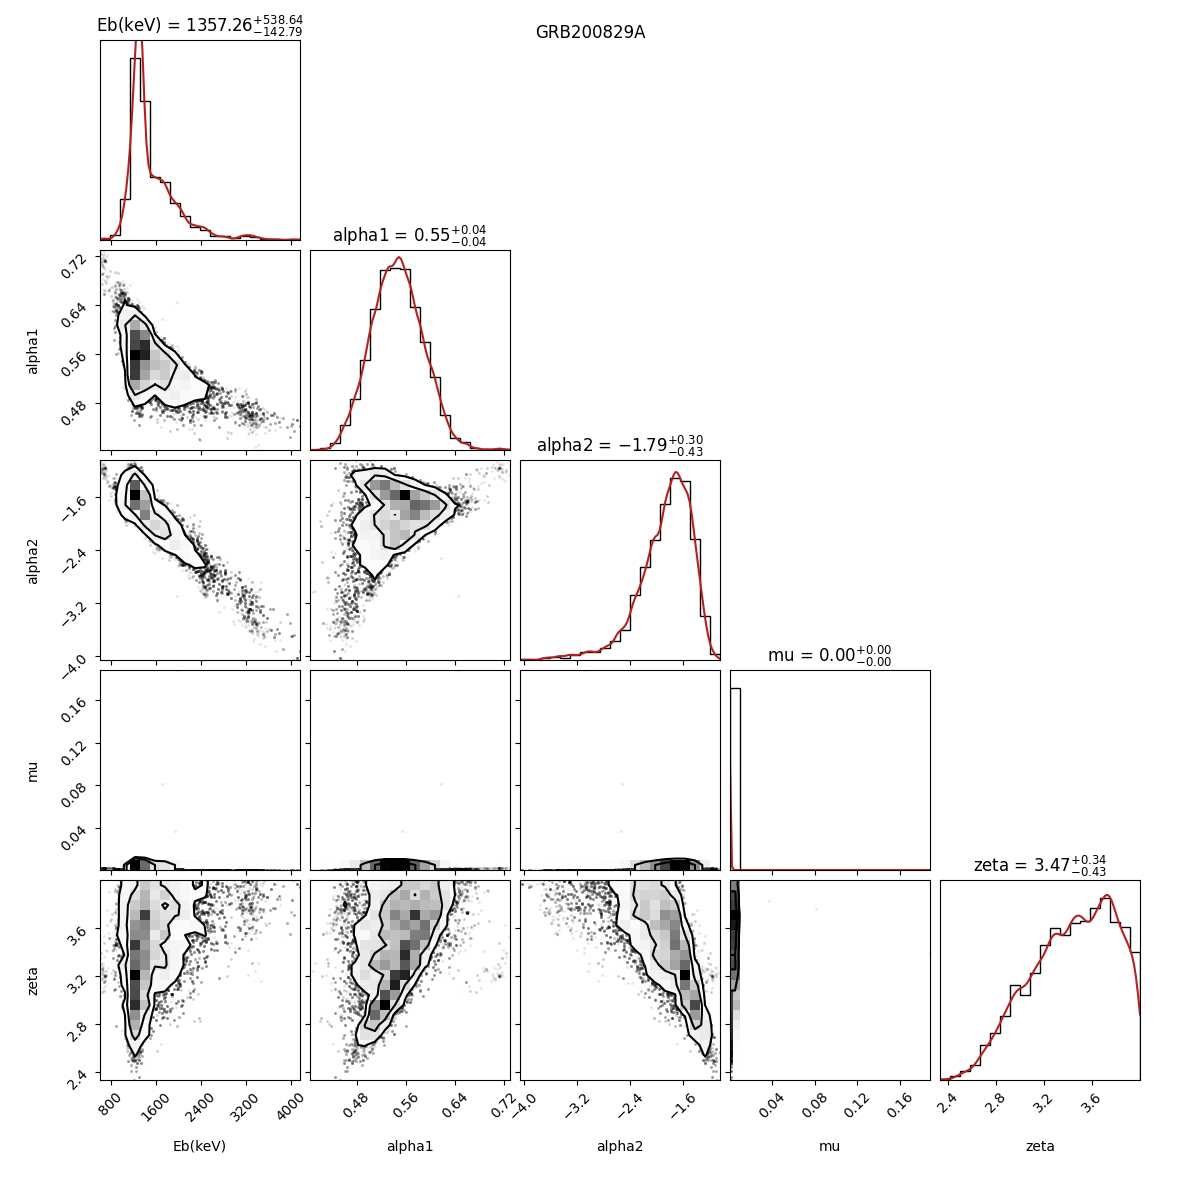 GRB200829A
Eb(keV) = 1357.26^{+538.64}_{-142.79}
alpha1 = 0.55^{+0.04}_{-0.04}
alpha2 = −1.79^{+0.30}_{-0.43}
mu = 0.00^{+0.00}_{-0.00}
zeta = 3.47^{+0.34}_{-0.43}
alpha1
0.72
0.64
0.56
0.48
alpha2
−1.6
−2.4
−3.2
−4.0
mu
0.16
0.12
0.08
0.04
zeta
3.6
3.2
2.8
2.4
800 1600 2400 3200 4000
0.48 0.56 0.64 0.72
−4.0 −3.2 −2.4 −1.6
0.04 0.08 0.12 0.16
2.4 2.8 3.2 3.6
Eb(keV) alpha1 alpha2 mu zeta